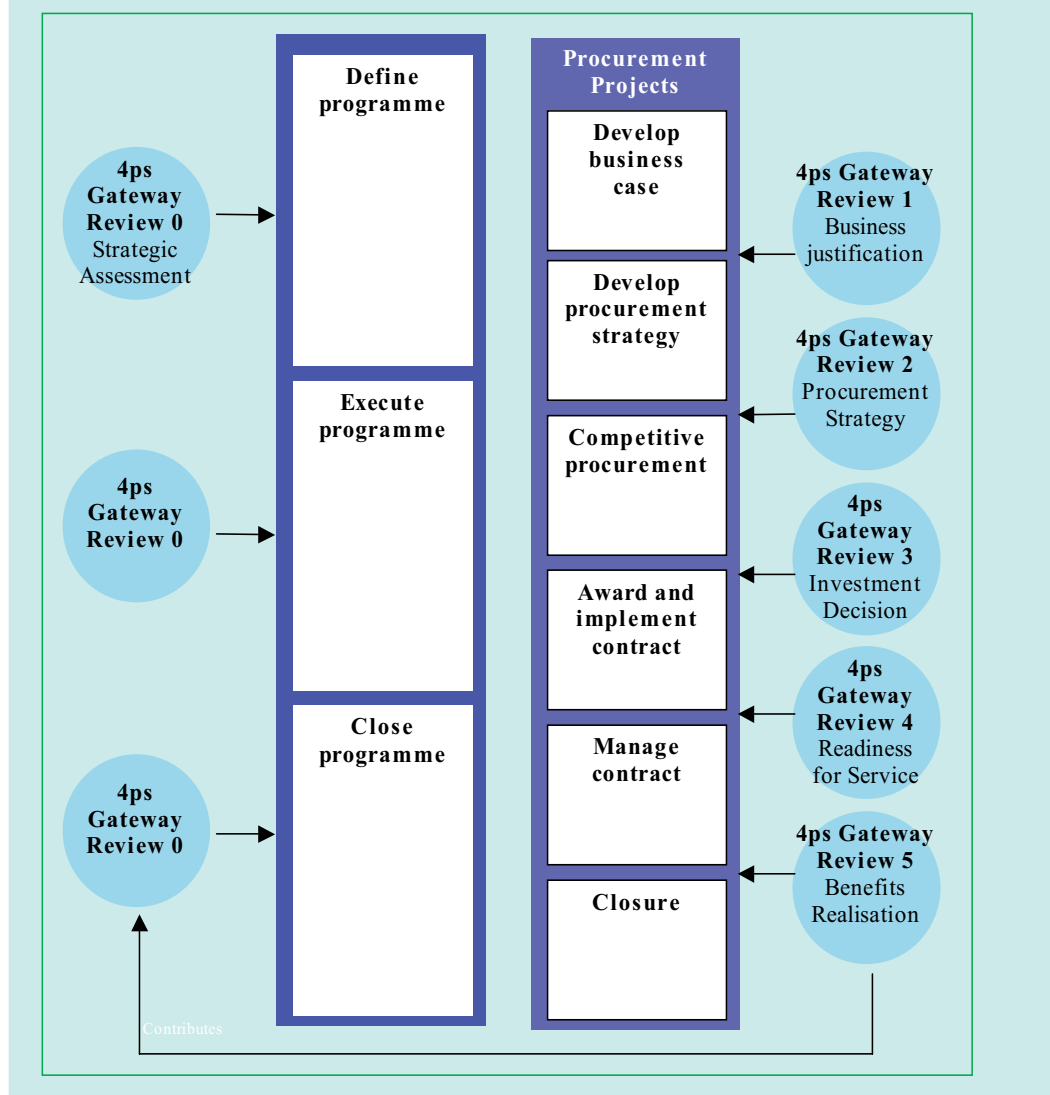 Define
programme
Execute
programme
Close
programme
4ps
Gateway
Review 0
Strategic
Assessment
4ps
Gateway
Review 0
4ps
Gateway
Review 0
Procurement
Projects
Develop
business
case
Develop
procurement
strategy
Competitive
procurement
Award and
implement
contract
Manage
contract
Closure
4ps Gateway
Review 1
Business
justification
4ps Gateway
Review 2
Procurement
Strategy
4ps
Gateway
Review 3
Investment
Decision
4ps
Gateway
Review 4
Readiness
for Service
4ps Gateway
Review 5
Benefits
Realisation
Contributes